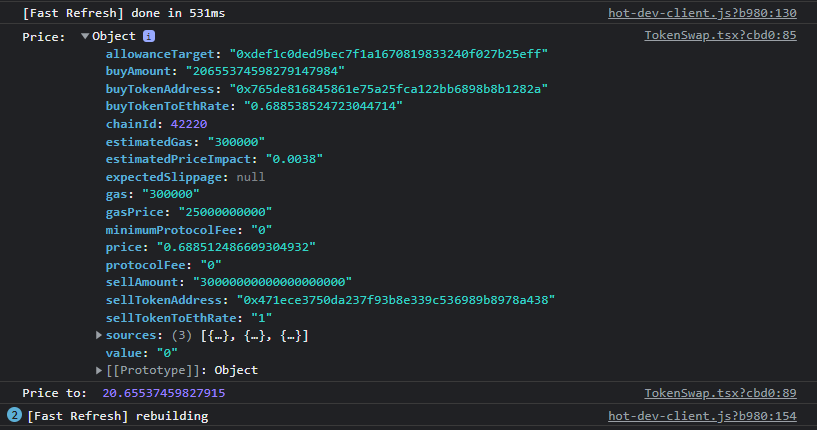 [Fast Refresh] done in 531ms hot-dev-client.js?b980:130
Price: ▼Object i TokenSwap.tsx?cbd0:85
allowanceTarget: "0xdef1c0ded9bec7f1a1670819833240f027b25eff"
buyAmount: "20655374598279147984"
buyTokenAddress: "0x765de816845861e75a25fca122bb6898b8b1282a"
buyTokenToEthRate: "0.688538524723044714"
chainId: 42220
estimatedGas: "300000"
estimatedPriceImpact: "0.0038"
expectedSlippage: null
gas: "300000"
gasPrice: "25000000000"
minimumProtocolFee: "0"
price: "0.688512486609304932"
protocolFee: "0"
sellAmount: "30000000000000000000"
sellTokenAddress: "0x471ece3750da237f93b8e339c536989b8978a438"
sellTokenToEthRate: "1"
▶ sources: (3) [{…}, {…}, {…}]
value: "0"
▶ [[Prototype]]: Object
Price to: 20.65537459827915 TokenSwap.tsx?cbd0:89
2 [Fast Refresh] rebuilding hot-dev-client.js?b980:154